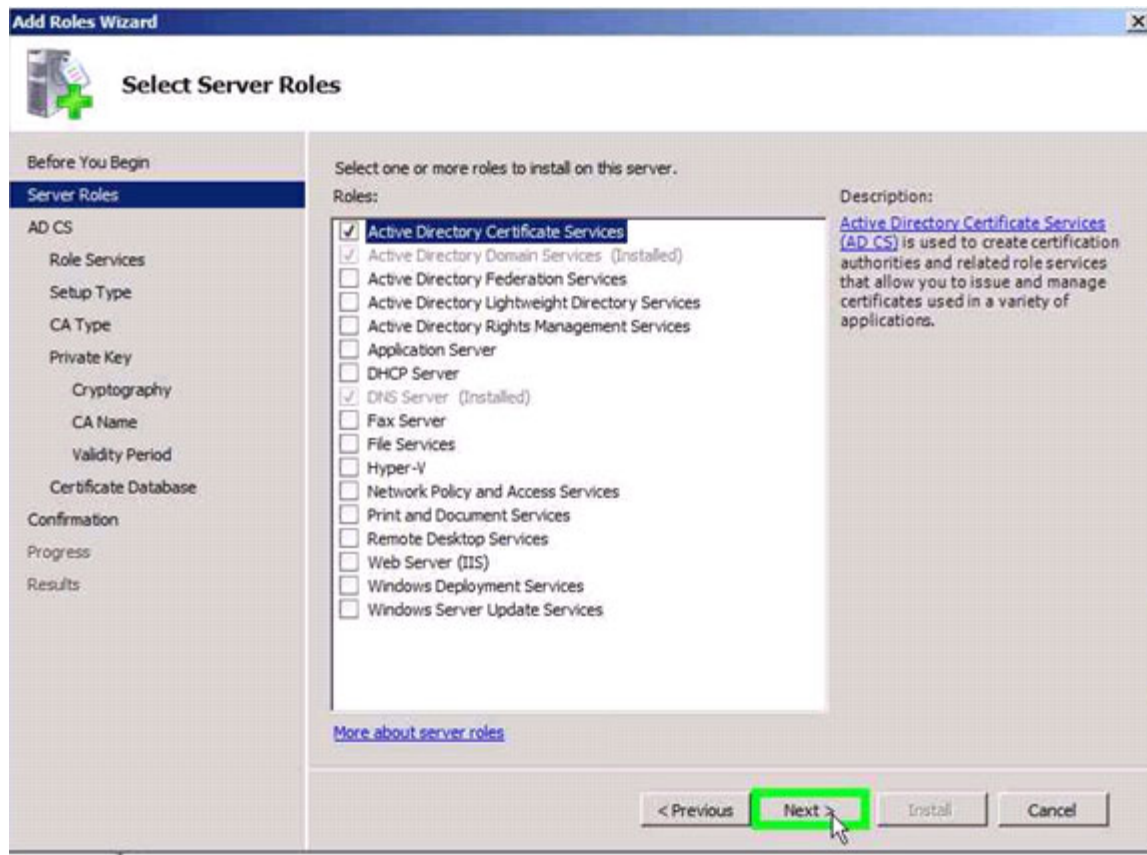 Add Roles Wizard
Select Server Roles
Before You Begin
Server Roles
AD CS
Role Services
Setup Type
CA Type
Private Key
Cryptography
CA Name
Validity Period
Certificate Database
Confirmation
Progress
Results
Select one or more roles to install on this server.
Roles:
Active Directory Certificate Services
Active Directory Domain Services (Installed)
Active Directory Federation Services
Active Directory Lightweight Directory Services
Active Directory Rights Management Services
Application Server
DHCP Server
DNS Server (Installed)
Fax Server
File Services
Hyper-V
Network Policy and Access Services
Print and Document Services
Remote Desktop Services
Web Server (IIS)
Windows Deployment Services
Windows Server Update Services
More about server roles
Description:
Active Directory Certificate Services
(AD CS) is used to create certification
authorities and related role services
that allow you to issue and manage
certificates used in a variety of
applications.
< Previous
Next >
Install
Cancel